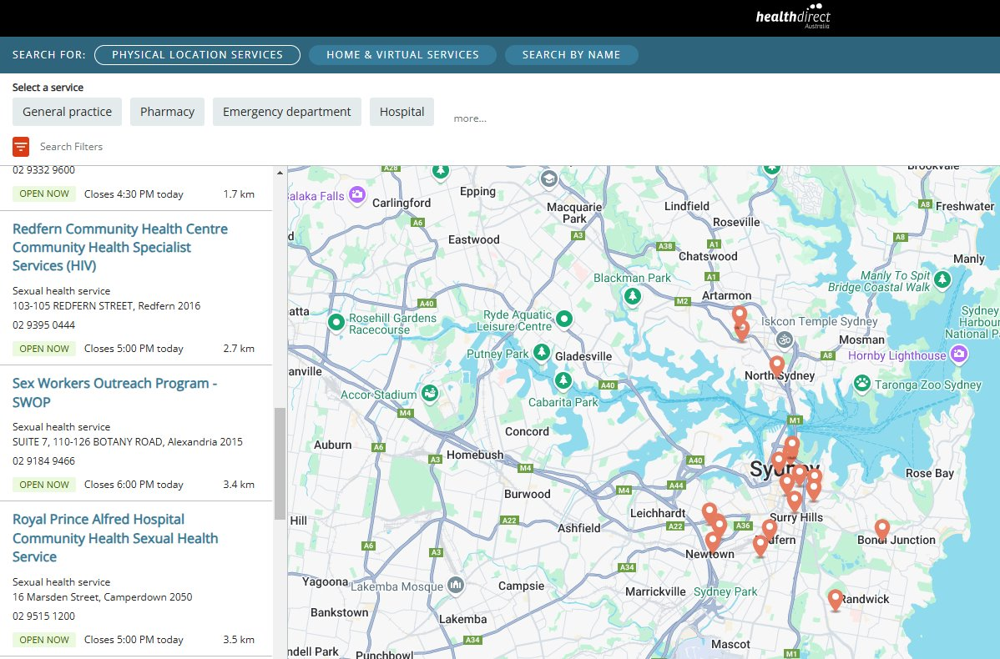 healthdirect
Australia
SEARCH FOR:
PHYSICAL LOCATION SERVICES
HOME & VIRTUAL SERVICES
SEARCH BY NAME
Select a service
General practice
Pharmacy
Emergency department
Hospital
more...
Search Filters
02 9332 9600
OPEN NOW Closes 4:30 PM today 1.7 km
Redfern Community Health Centre
Community Health Specialist
Services (HIV)
Sexual health service
103-105 REDFERN STREET, Redfern 2016
02 9395 0444
OPEN NOW Closes 5:00 PM today 2.7 km
Sex Workers Outreach Program -
SWOP
Sexual health service
SUITE 7, 110-126 BOTANY ROAD, Alexandria 2015
02 9184 9466
OPEN NOW Closes 6:00 PM today 3.4 km
Royal Prince Alfred Hospital
Community Health Sexual Health
Service
Sexual health service
16 Marsden Street, Camperdown 2050
02 9515 1200
OPEN NOW Closes 5:00 PM today 3.5 km
A28
Brookvale
Epping
alaka Falls
Carlingford
Macquarie
Park
Lindfield
A8
Freshwater
Roseville
A6
A3
Eastwood
A38
A1
A8
Chatswood
Manly
Blackman Park
A1
Manly To Spit
Bridge Coastal Walk
A40
M2
Artarmon
atta
Rosehill Gardens
Racecourse
Ryde Aquatic
Leisure Centre
Iskcon Temple Sydney
Sydney
Harbou
National P
Mosman
Putney Park
Gladesville
A8
Hornby Lighthouse
anville
North Sydney
Accor Stadium
A40
Taronga Zoo Sydney
Cabarita Park
M4
M1
Concord
Auburn
A6
A3
Homebush
A40
M4
Sydney
Rose Bay
M4
A44
Burwood
Leichhardt
Hill
A22
Ashfield
A22
A36
Surry Hills
A6
A3
dfern
Bondi Junction
Newtown
A34
Yagoona
Lakemba Mosque
Campsie
Marrickville
Sydney Park
Randwick
Bankstown
Lakemba
A34
Mascot
ndell Park
Punchbowl
M1